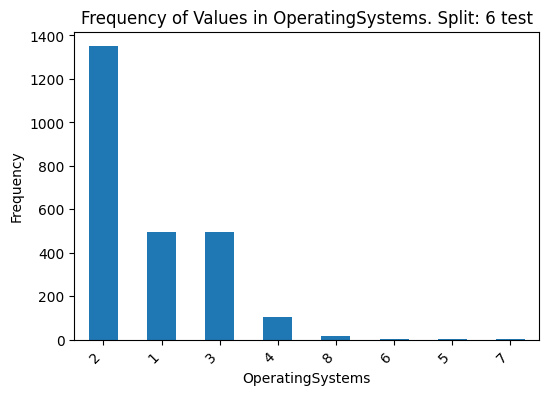 Frequency of Values in OperatingSystems. Split: 6 test
1400
1200
1000
800
600
400
200
0
Frequency
2 1 3 4 8 6 5 7
OperatingSystems